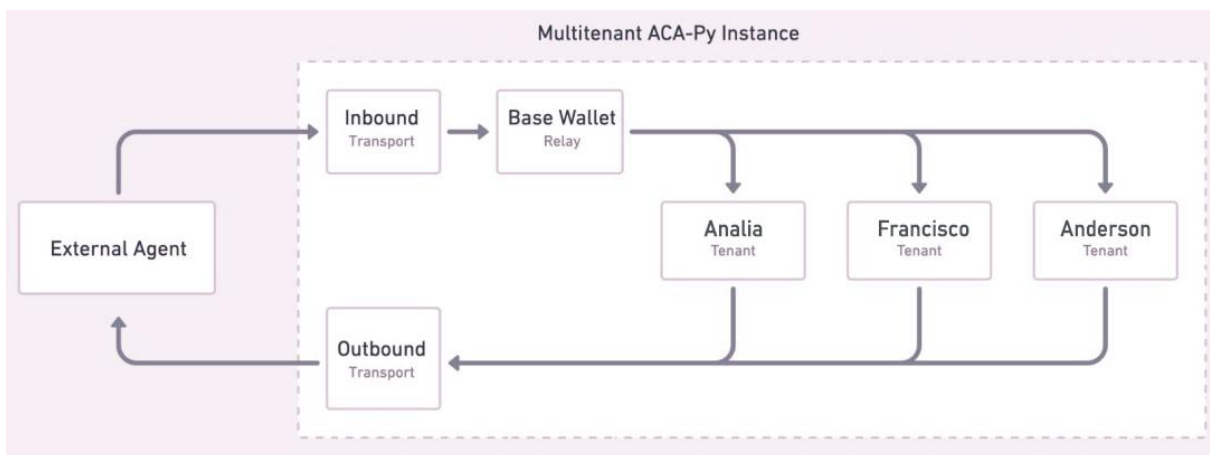 Multitenant ACA-Py Instance
Inbound
Transport
Base Wallet
Relay
External Agent
Analia
Tenant
Francisco
Tenant
Anderson
Tenant
Outbound
Transport